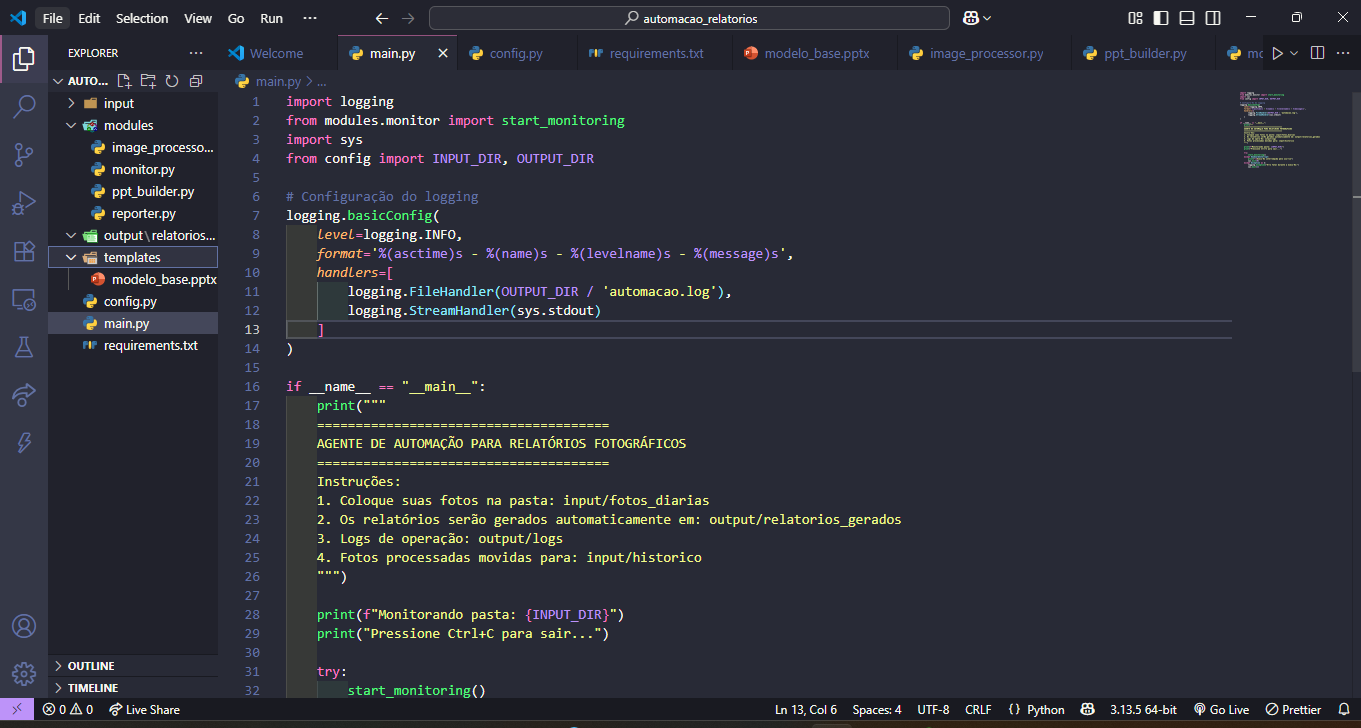 File Edit Selection View Go Run ··· automacao_relatorios
EXPLORER ···
Welcome main.py config.py requirements.txt modelo_base.pptx image_processor.py ppt_builder.py mo
AUTO...
input
modules
image_processo...
monitor.py
ppt_builder.py
reporter.py
output\relatorios...
templates
modelo_base.pptx
config.py
main.py
requirements.txt
OUTLINE
TIMELINE
main.py > ...
1 import logging
2 from modules.monitor import start_monitoring
3 import sys
4 from config import INPUT_DIR, OUTPUT_DIR
5
6 # Configuração do logging
7 logging.basicConfig(
8 level=logging.INFO,
9 format='%(asctime)s - %(name)s - %(levelname)s - %(message)s',
10 handlers=[
11 logging.FileHandler(OUTPUT_DIR / 'automacao.log'),
12 logging.StreamHandler(sys.stdout)
13 ]
14 )
15
16 if __name__ == "__main__":
17 print("""
18 ======================================
19 AGENTE DE AUTOMAÇÃO PARA RELATÓRIOS FOTOGRÁFICOS
20 ======================================
21 Instruções:
22 1. Coloque suas fotos na pasta: input/fotos_diarias
23 2. Os relatórios serão gerados automaticamente em: output/relatorios_gerados
24 3. Logs de operação: output/logs
25 4. Fotos processadas movidas para: input/historico
26 """)
27
28 print(f"Monitorando pasta: {INPUT_DIR}")
29 print("Pressione Ctrl+C para sair...")
30
31 try:
32 start_monitoring()
0 0 Live Share Ln 13, Col 6 Spaces: 4 UTF-8 CRLF {} Python 3.13.5 64-bit Go Live Prettier